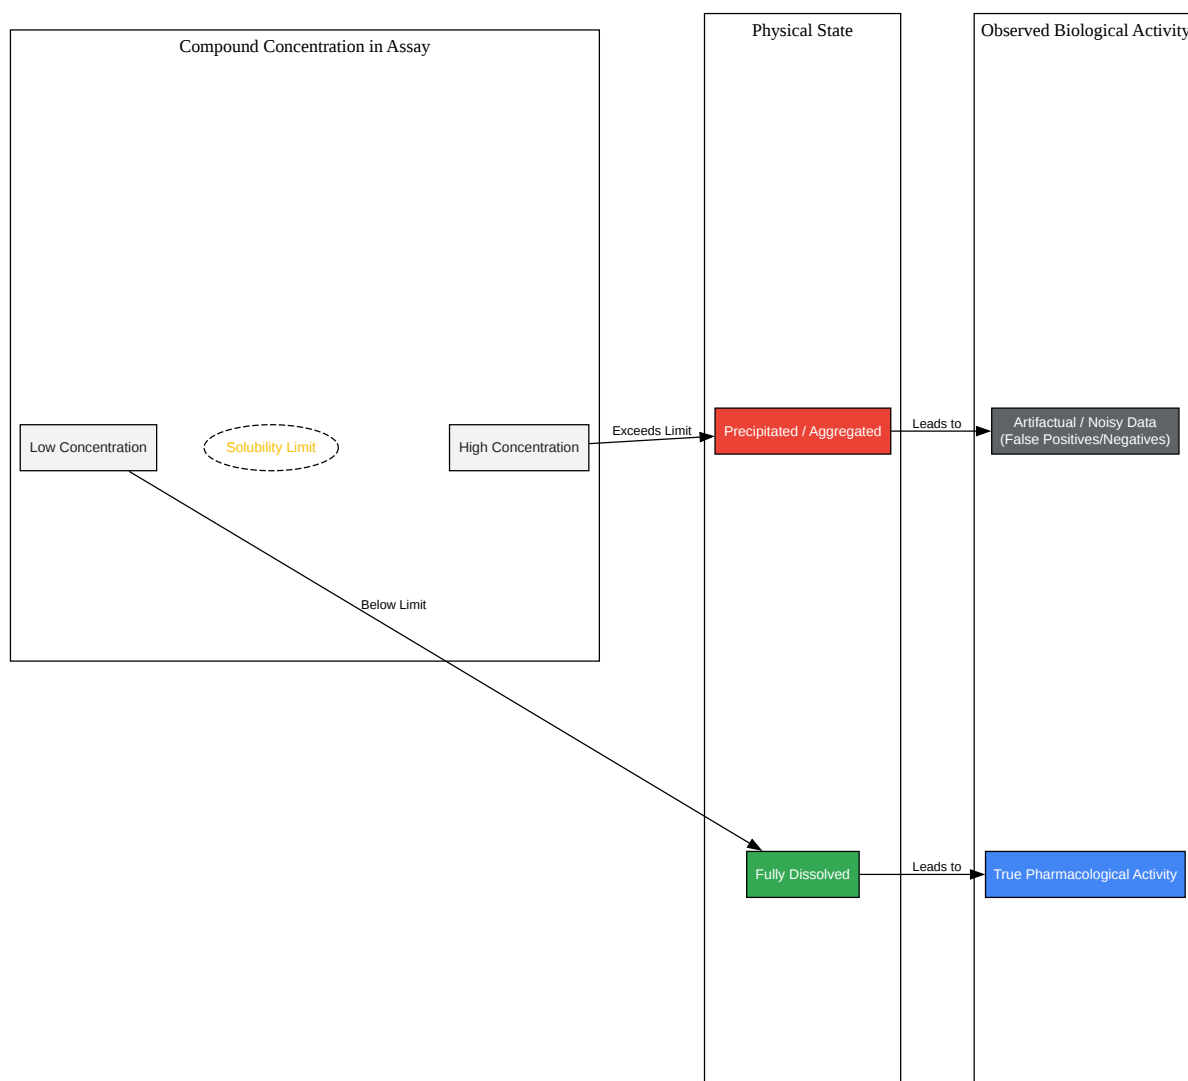 Compound Concentration in Assay
Physical State
Observed Biological Activity
Low Concentration
Solubility Limit
High Concentration
Exceeds Limit
Precipitated / Aggregated
Leads to
Artifactual / Noisy Data
(False Positives/Negatives)
Below Limit
Fully Dissolved
Leads to
True Pharmacological Activity